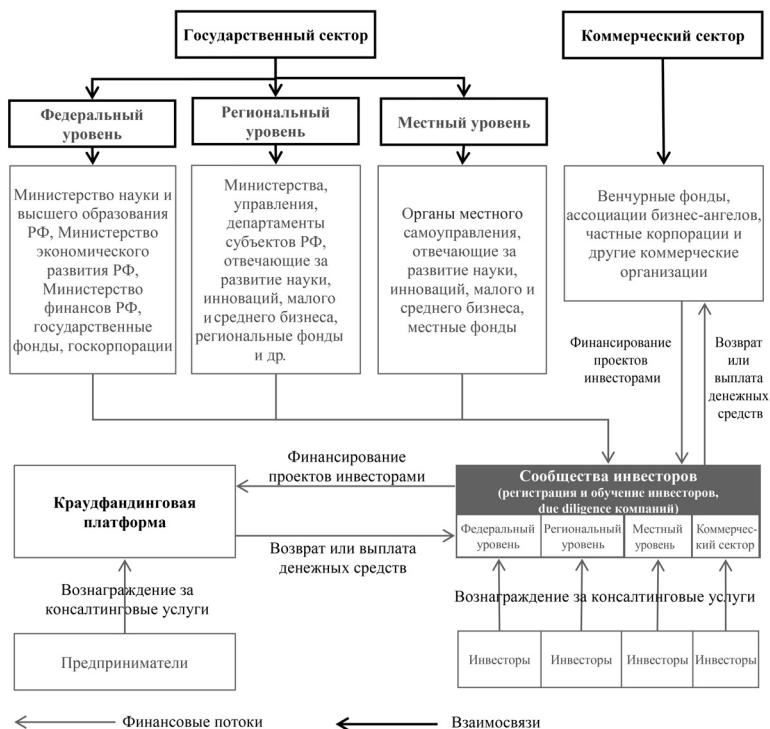 Государственный сектор
Коммерческий сектор
Федеральный
уровень
Региональный
уровень
Местный уровень
Министерство науки и
высшего образования
РФ, Министерство
экономического
развития РФ,
Министерство
финансов РФ,
государственные
фонды, госкорпорации
Министерства,
управления,
департаменты
субъектов РФ,
отвечающие за
развитие науки,
инноваций, малого
и среднего бизнеса,
региональные фонды
и др.
Органы местного
самоуправления,
отвечающие за
развитие науки,
инноваций, малого и
среднего бизнеса,
местные фонды
Венчурные фонды,
ассоциации бизнес-ангелов,
частные корпорации и
другие коммерческие
организации
Финансирование
проектов
инвесторами
Возврат
или
выплата
денежных
средств
Краудфандинговая
платформа
Финансирование
проектов инвесторами
Возврат или выплата
денежных средств
Сообщества инвесторов
(регистрация и обучение инвесторов,
due diligence компаний)
Федеральный
уровень
Региональный
уровень
Местный
уровень
Коммерчес-
ский сектор
Вознаграждение за
консалтинговые услуги
Вознаграждение за консалтинговые услуги
Предприниматели
Инвесторы
Инвесторы
Инвесторы
Инвесторы
Финансовые потоки
Взаимосвязи